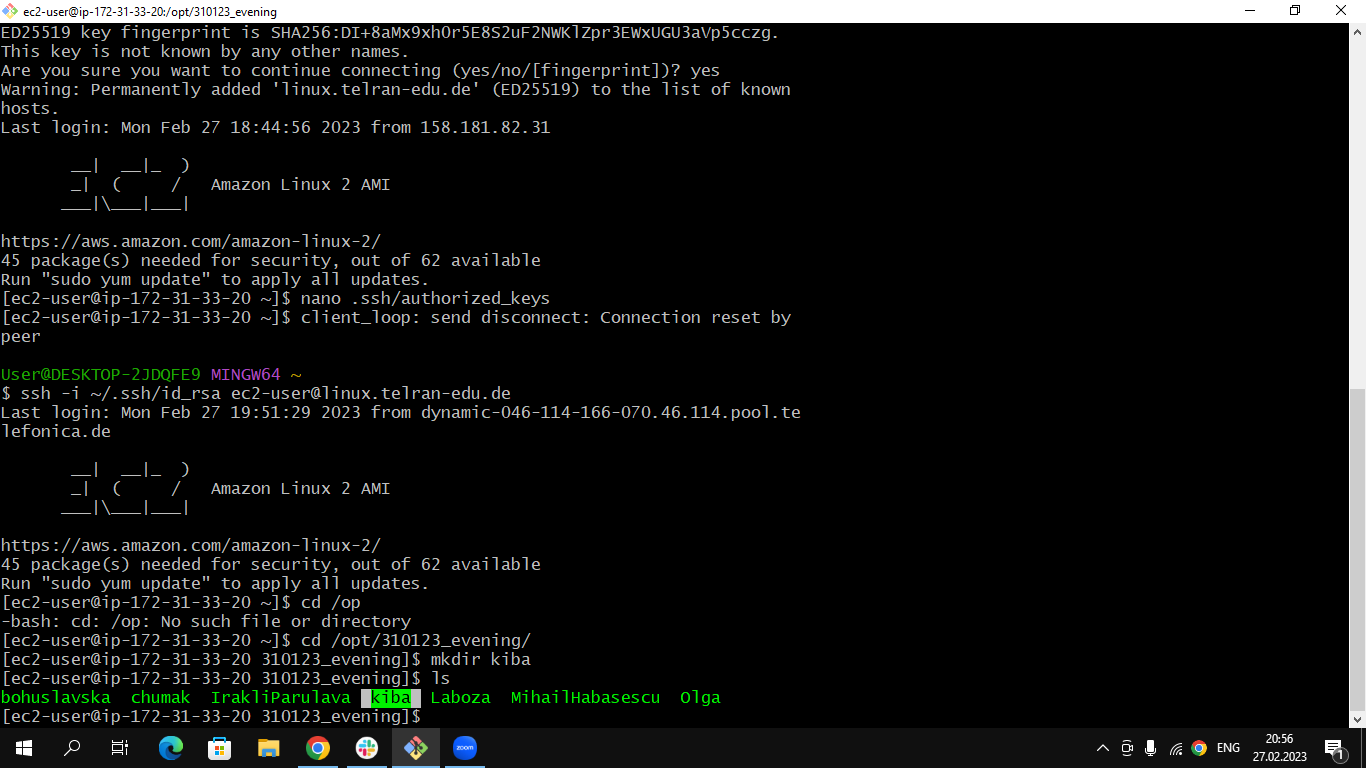 ec2-user@ip-172-31-33-20:/opt/310123_evening
ED25519 key fingerprint is SHA256:DI+8aMx9xh0r5E8S2uF2NWKlZpr3EWxUGU3aVp5cczg.
This key is not known by any other names.
Are you sure you want to continue connecting (yes/no/[fingerprint])? yes
Warning: Permanently added 'linux.telran-edu.de' (ED25519) to the list of known
hosts.
Last login: Mon Feb 27 18:44:56 2023 from 158.181.82.31
       __|  __|_  )
       _|  (     /   Amazon Linux 2 AMI
      ___|\___|___|
https://aws.amazon.com/amazon-linux-2/
45 package(s) needed for security, out of 62 available
Run "sudo yum update" to apply all updates.
[ec2-user@ip-172-31-33-20 ~]$ nano .ssh/authorized_keys
[ec2-user@ip-172-31-33-20 ~]$ client_loop: send disconnect: Connection reset by
peer
User@DESKTOP-2JDQFE9 MINGW64 ~
$ ssh -i ~/.ssh/id_rsa ec2-user@linux.telran-edu.de
Last login: Mon Feb 27 19:51:29 2023 from dynamic-046-114-166-070.46.114.pool.te
lefonica.de
       __|  __|_  )
       _|  (     /   Amazon Linux 2 AMI
      ___|\___|___|
https://aws.amazon.com/amazon-linux-2/
45 package(s) needed for security, out of 62 available
Run "sudo yum update" to apply all updates.
[ec2-user@ip-172-31-33-20 ~]$ cd /op
-bash: cd: /op: No such file or directory
[ec2-user@ip-172-31-33-20 ~]$ cd /opt/310123_evening/
[ec2-user@ip-172-31-33-20 310123_evening]$ mkdir kiba
[ec2-user@ip-172-31-33-20 310123_evening]$ ls
bohuslavska  chumak  IrakliParulava  kiba  Laboza  MihailHabasescu  Olga
[ec2-user@ip-172-31-33-20 310123_evening]$
zoom
ENG
20:56
27.02.2023
1